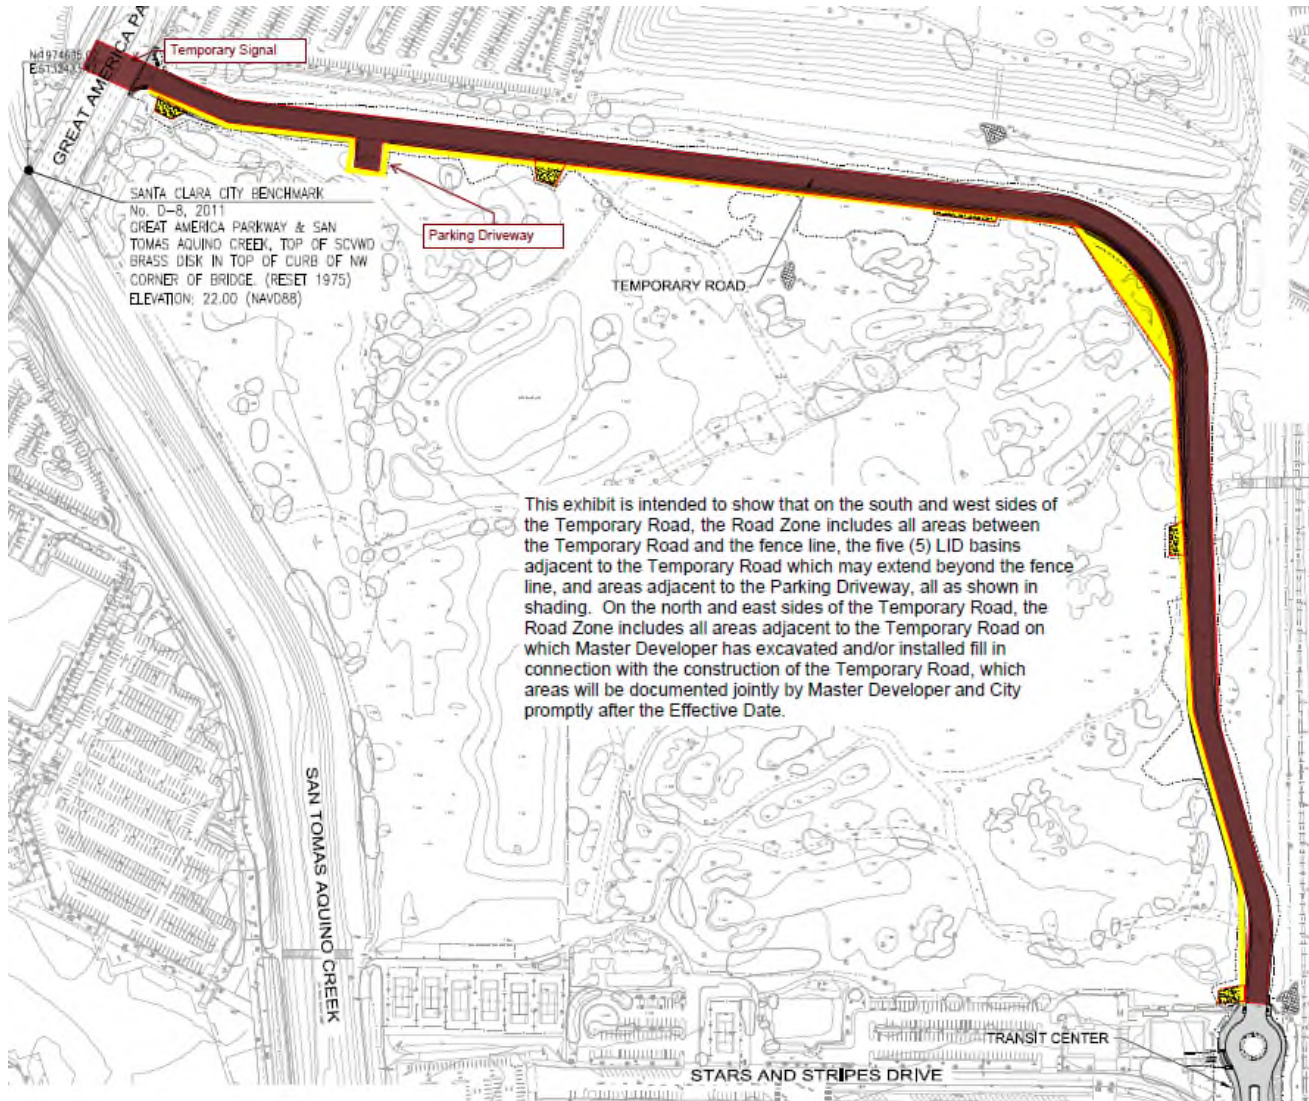 GREAT AMERICA PA
Temporary Signal
SANTA CLARA CITY BENCHMARK
No. D-8, 2011
GREAT AMERICA PARKWAY & SAN
TOMAS AQUINO CREEK, TOP OF SCVWD
BRASS DISK IN TOP OF CURB OF NW
CORNER OF BRIDGE. (RESET 1975)
ELEVATION: 22.00 (NAVD88)
Parking Driveway
TEMPORARY ROAD
This exhibit is intended to show that on the south and west sides of
the Temporary Road, the Road Zone includes all areas between
the Temporary Road and the fence line, the five (5) LID basins
adjacent to the Temporary Road which may extend beyond the fence
line, and areas adjacent to the Parking Driveway, all as shown in
shading. On the north and east sides of the Temporary Road, the
Road Zone includes all areas adjacent to the Temporary Road on
which Master Developer has excavated and/or installed fill in
connection with the construction of the Temporary Road, which
areas will be documented jointly by Master Developer and City
promptly after the Effective Date.
SAN TOMAS AQUINO CREEK
TRANSIT CENTER
STARS AND STRIPES DRIVE